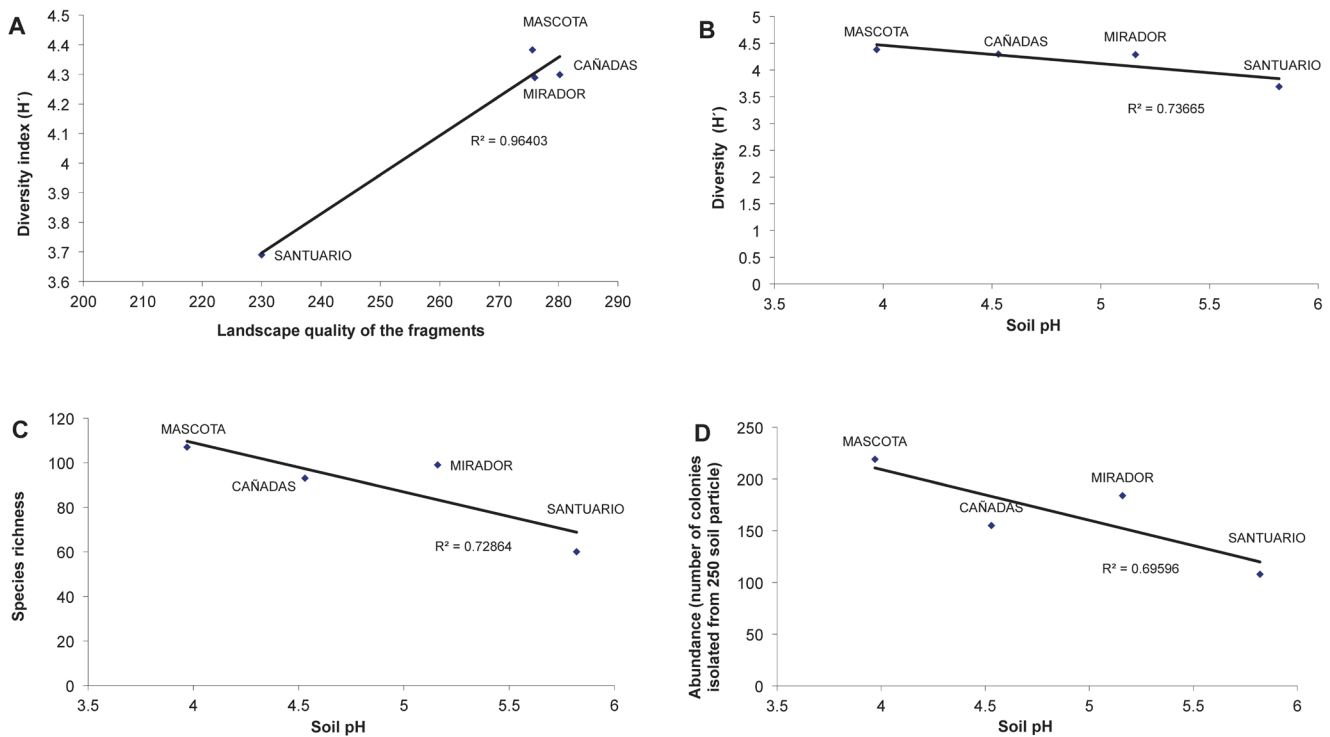 A
Diversity index (H´)
4.5
4.4
4.3
4.2
4.1
4
3.9
3.8
3.7
3.6
MASCOTA
CAÑADAS
MIRADOR
R² = 0.96403
SANTUARIO
200 210 220 230 240 250 260 270 280 290
Landscape quality of the fragments
B
Diversity (H´)
5
4.5
4
3.5
3
2.5
2
1.5
1
0.5
0
MASCOTA
CAÑADAS
MIRADOR
SANTUARIO
R² = 0.73665
3.5 4 4.5 5 5.5 6
Soil pH
C
Species richness
120
100
80
60
40
20
0
MASCOTA
CAÑADAS
MIRADOR
SANTUARIO
R² = 0.72864
3.5 4 4.5 5 5.5 6
Soil pH
D
Abundance (number of colonies
isolated from 250 soil particle)
250
200
150
100
50
0
MASCOTA
CAÑADAS
MIRADOR
SANTUARIO
R² = 0.69596
3.5 4 4.5 5 5.5 6
Soil pH